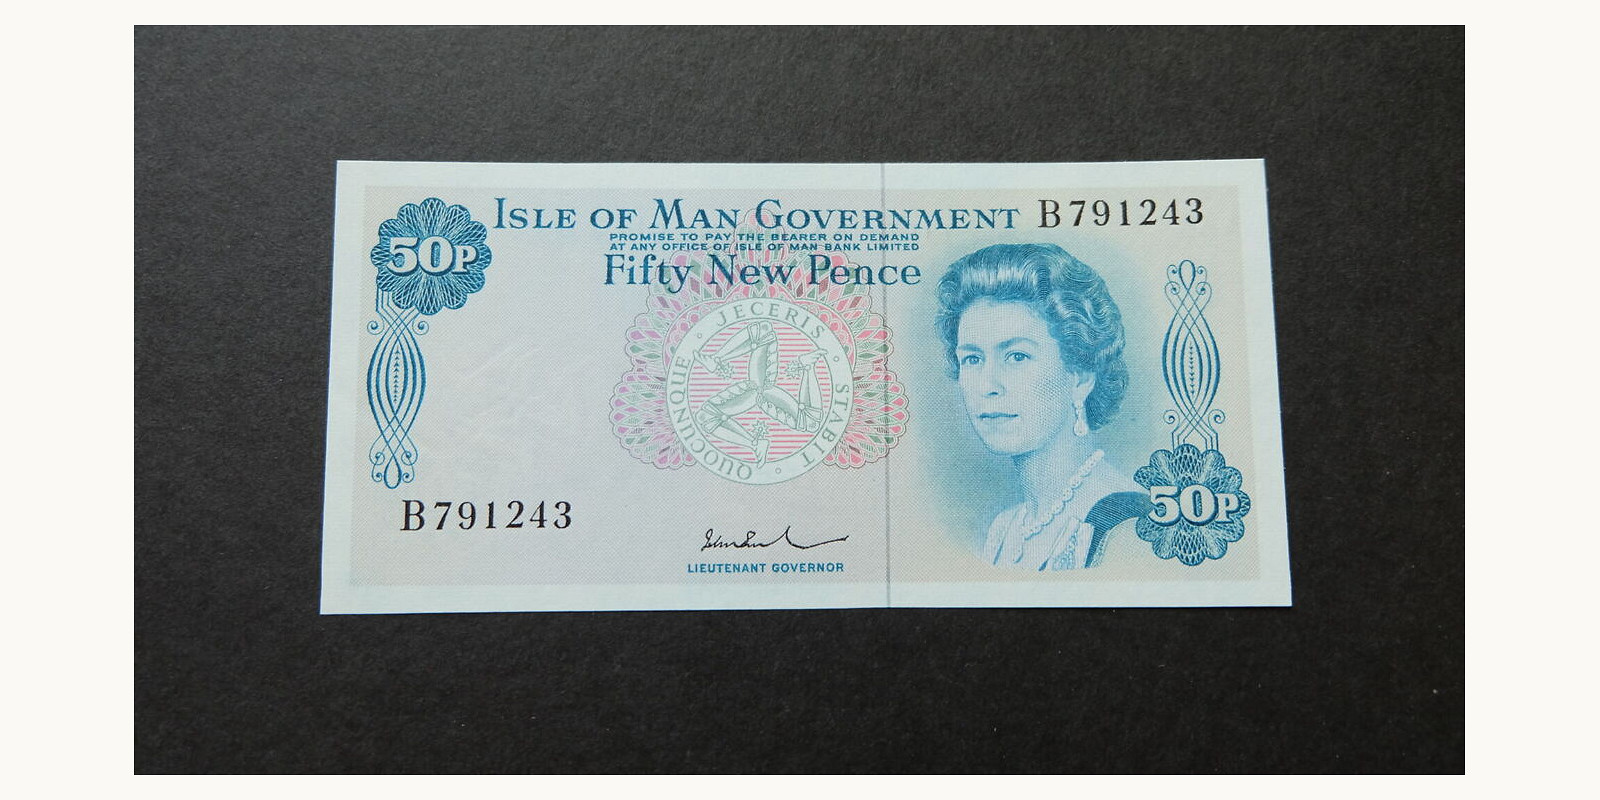 50P
ISLE OF MAN GOVERNMENT B791243
PROMISE TO PAY THE BEARER ON DEMAND
AT ANY OFFICE OF ISLE OF MAN BANK LIMITED
Fifty New Pence
QUOCUNQUE · JECERIS · STABIT ·
B791243
LIEUTENANT GOVERNOR
50P